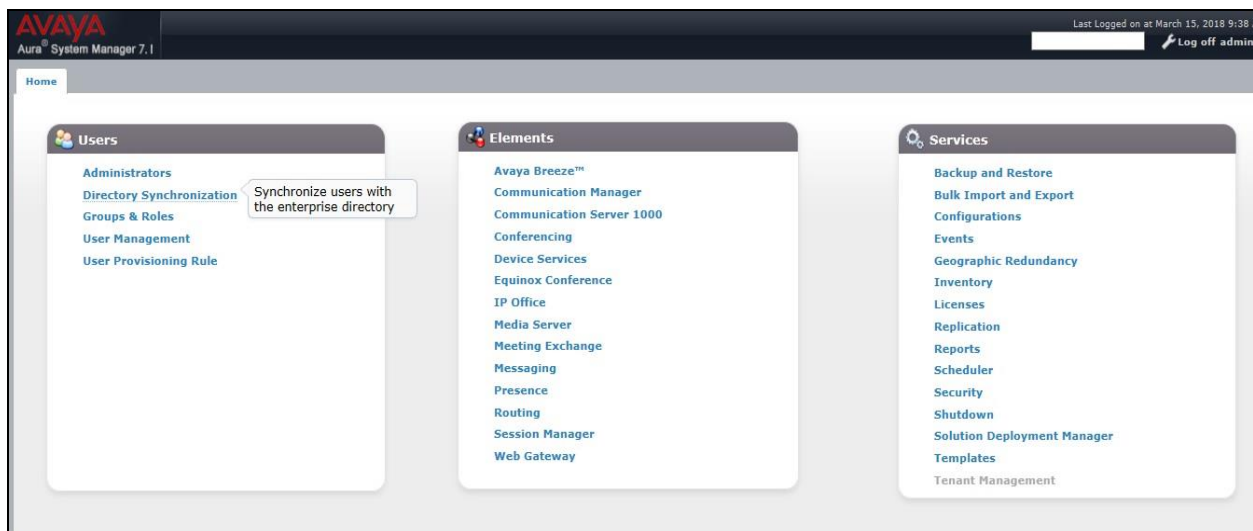 AVAYA
Aura® System Manager 7.1
Last Logged on at March 15, 2018 9:38
Log off admin
Home
Users
Administrators
Directory Synchronization
Synchronize users with
the enterprise directory
Groups & Roles
User Management
User Provisioning Rule
Elements
Avaya Breeze™
Communication Manager
Communication Server 1000
Conferencing
Device Services
Equinox Conference
IP Office
Media Server
Meeting Exchange
Messaging
Presence
Routing
Session Manager
Web Gateway
Services
Backup and Restore
Bulk Import and Export
Configurations
Events
Geographic Redundancy
Inventory
Licenses
Replication
Reports
Scheduler
Security
Shutdown
Solution Deployment Manager
Templates
Tenant Management